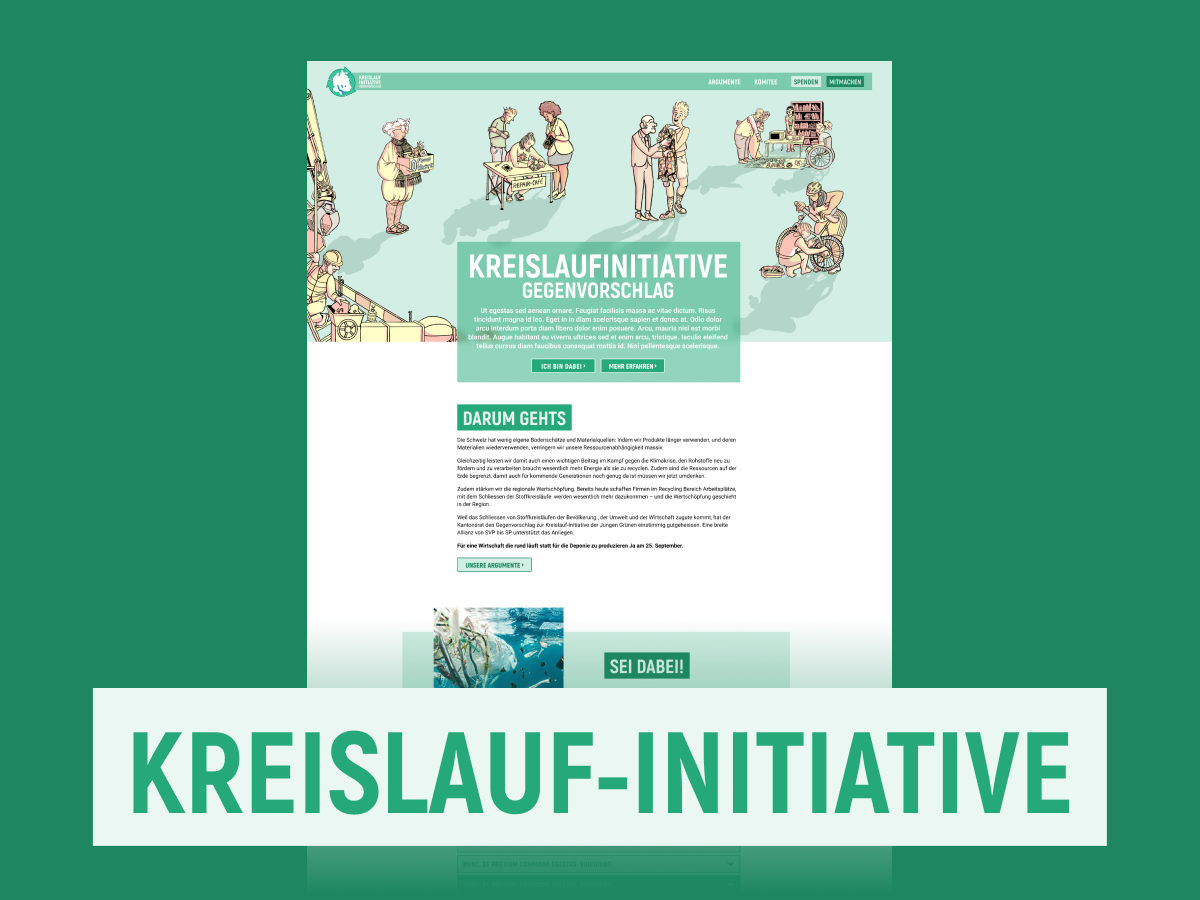 KREISLAUF
INITIATIVE
GEGENVORSCHLAG
ARGUMENTE KOMITEE SPENDEN MITMACHEN
REPAIR-CAFÉ
KREISLAUFINITIATIVE
GEGENVORSCHLAG
Ut egestas sed aenean ornare. Feugiat facilisis massa ac vitae dictum. Risus
tincidunt magna id leo. Eget in in diam scelerisque sapien et donec at. Odio dolor
arcu interdum porta diam libero dolor enim posuere. Arcu, mauris nisl est morbi
blandit. Augue habitant eu viverra ultrices sed et enim arcu, tristique. Iaculis eleifend
tellus cursus diam faucibus consequat mattis id. Nisi pellentesque scelerisque.
ICH BIN DABEI › MEHR ERFAHREN ›
DARUM GEHTS
Die Schweiz hat wenig eigene Bodenschätze und Materialquellen: indem wir Produkte länger verwenden, und deren
Materialien wiederverwenden, verringern wir unsere Ressourcenabhängigkeit massiv.
Gleichzeitig leisten wir damit auch einen wichtigen Beitrag im Kampf gegen die Klimakrise, den Rohstoffe neu zu
fördern und zu verarbeiten braucht wesentlich mehr Energie als sie zu recyclen. Zudem sind die Ressourcen auf der
Erde begrenzt, damit auch für kommende Generationen noch genug da ist müssen wir jetzt umdenken.
Zudem stärken wir die regionale Wertschöpfung. Bereits heute schaffen Firmen im Recycling Bereich Arbeitsplätze,
mit dem Schliessen der Stoffkreisläufe werden wesentlich mehr dazukommen – und die Wertschöpfung geschieht
in der Region.
Weil das Schliessen von Stoffkreisläufen der Bevölkerung , der Umwelt und der Wirtschaft zugute kommt, hat der
Kantonsrat den Gegenvorschlag zur Kreislauf-Initiative der Jungen Grünen einstimmig gutgeheissen. Eine breite
Allianz von SVP bis SP unterstützt das Anliegen.
Für eine Wirtschaft die rund läuft statt für die Deponie zu produzieren Ja am 25. September.
UNSERE ARGUMENTE ›
SEI DABEI!
KREISLAUF-INITIATIVE